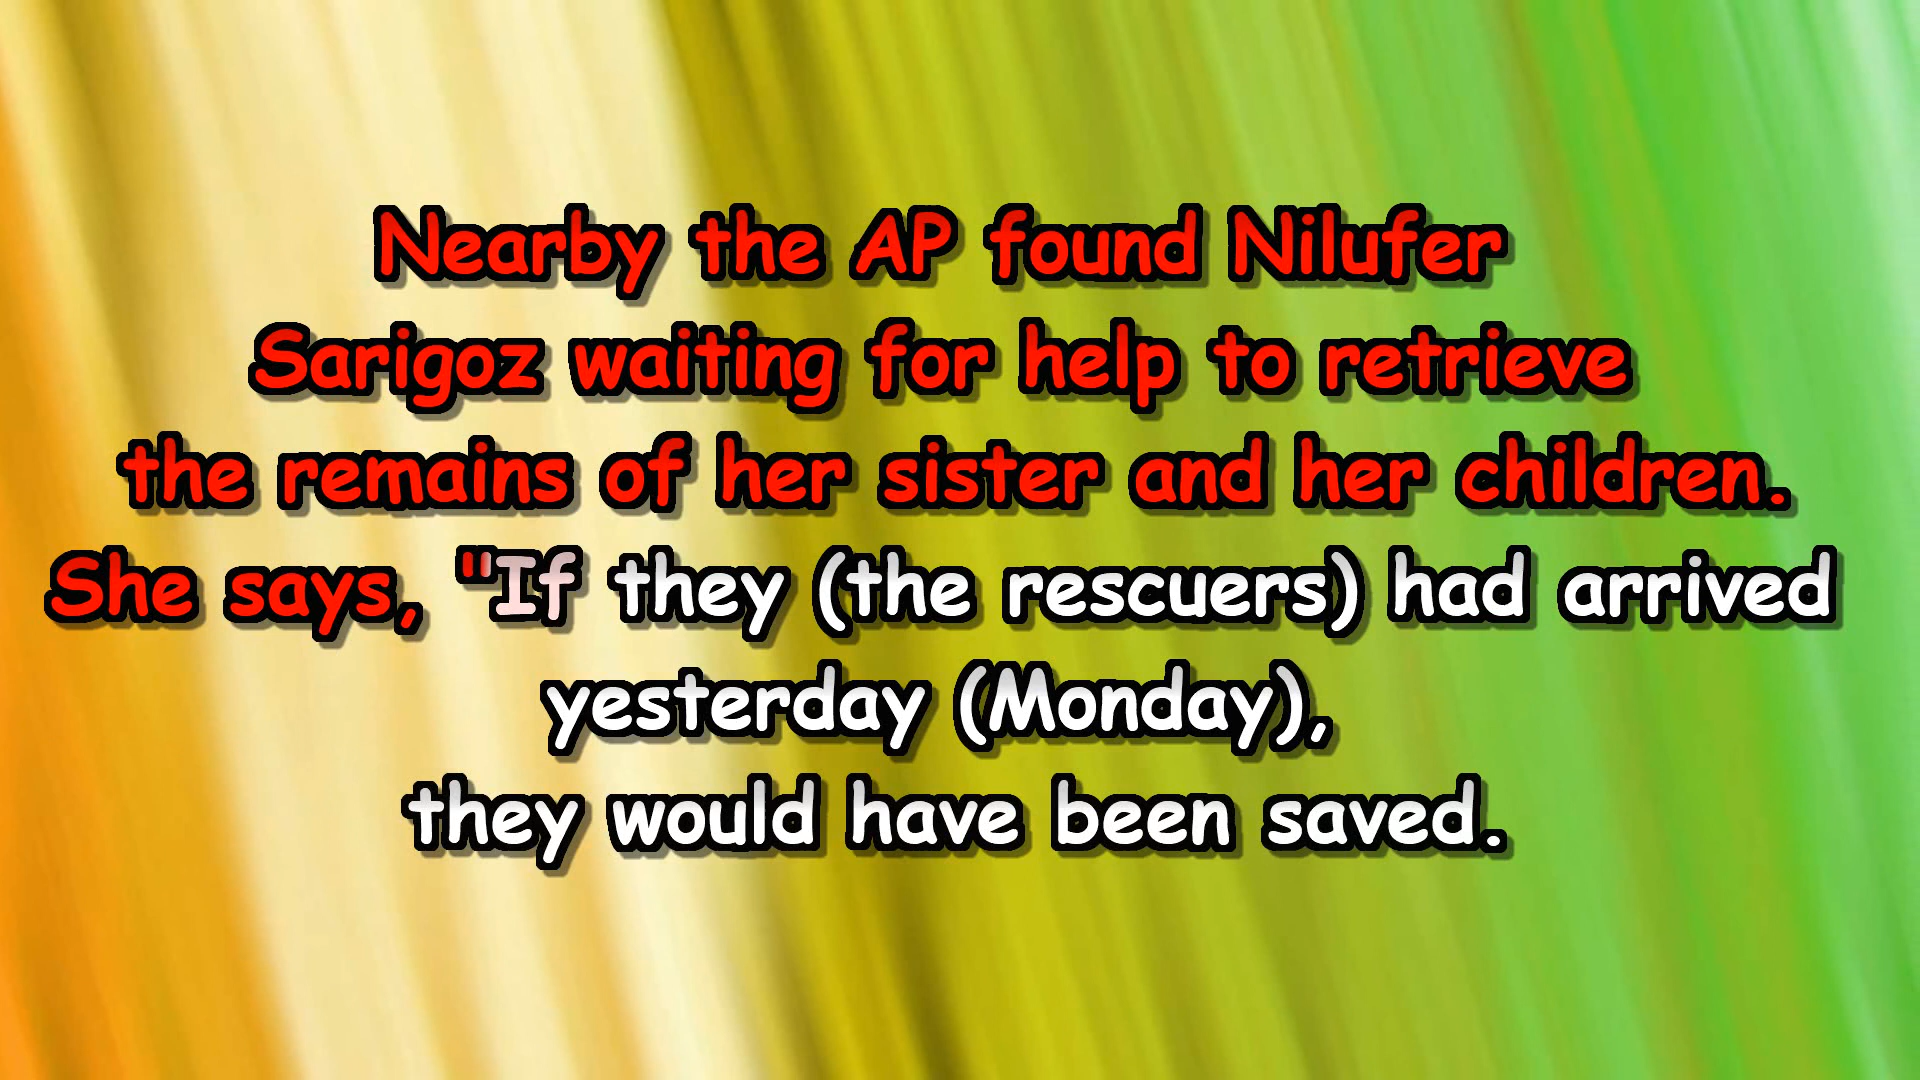 Nearby the AP found Nilufer
Sarigoz waiting for help to retrieve
the remains of her sister and her children.
She says, "If they (the rescuers) had arrived
yesterday (Monday),
they would have been saved.